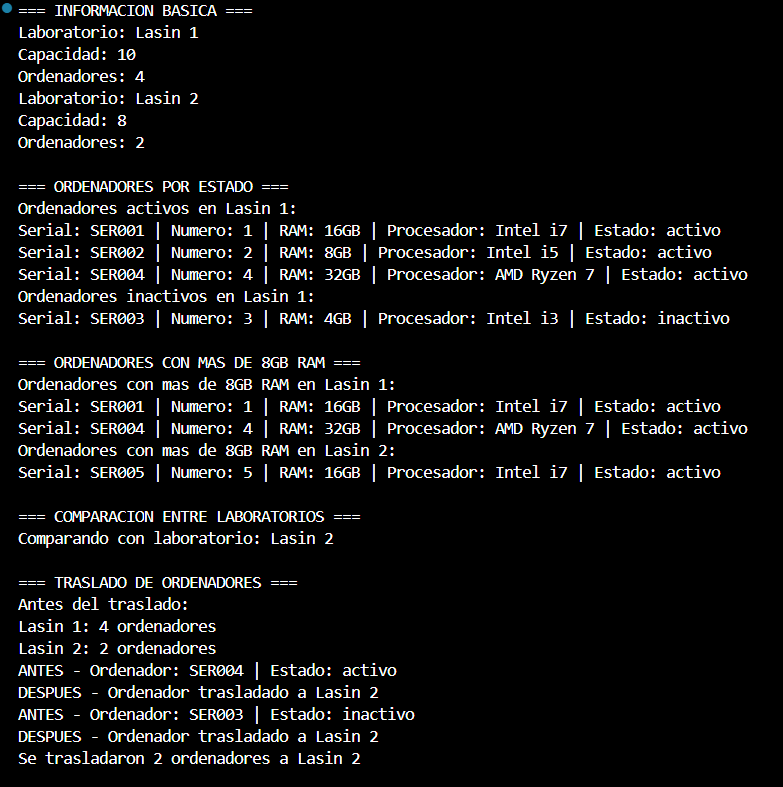 === INFORMACION BASICA ===
Laboratorio: Lasin 1
Capacidad: 10
Ordenadores: 4
Laboratorio: Lasin 2
Capacidad: 8
Ordenadores: 2

=== ORDENADORES POR ESTADO ===
Ordenadores activos en Lasin 1:
Serial: SER001 | Numero: 1 | RAM: 16GB | Procesador: Intel i7 | Estado: activo
Serial: SER002 | Numero: 2 | RAM: 8GB | Procesador: Intel i5 | Estado: activo
Serial: SER004 | Numero: 4 | RAM: 32GB | Procesador: AMD Ryzen 7 | Estado: activo
Ordenadores inactivos en Lasin 1:
Serial: SER003 | Numero: 3 | RAM: 4GB | Procesador: Intel i3 | Estado: inactivo

=== ORDENADORES CON MAS DE 8GB RAM ===
Ordenadores con mas de 8GB RAM en Lasin 1:
Serial: SER001 | Numero: 1 | RAM: 16GB | Procesador: Intel i7 | Estado: activo
Serial: SER004 | Numero: 4 | RAM: 32GB | Procesador: AMD Ryzen 7 | Estado: activo
Ordenadores con mas de 8GB RAM en Lasin 2:
Serial: SER005 | Numero: 5 | RAM: 16GB | Procesador: Intel i7 | Estado: activo

=== COMPARACION ENTRE LABORATORIOS ===
Comparando con laboratorio: Lasin 2

=== TRASLADO DE ORDENADORES ===
Antes del traslado:
Lasin 1: 4 ordenadores
Lasin 2: 2 ordenadores
ANTES - Ordenador: SER004 | Estado: activo
DESPUES - Ordenador trasladado a Lasin 2
ANTES - Ordenador: SER003 | Estado: inactivo
DESPUES - Ordenador trasladado a Lasin 2
Se trasladaron 2 ordenadores a Lasin 2